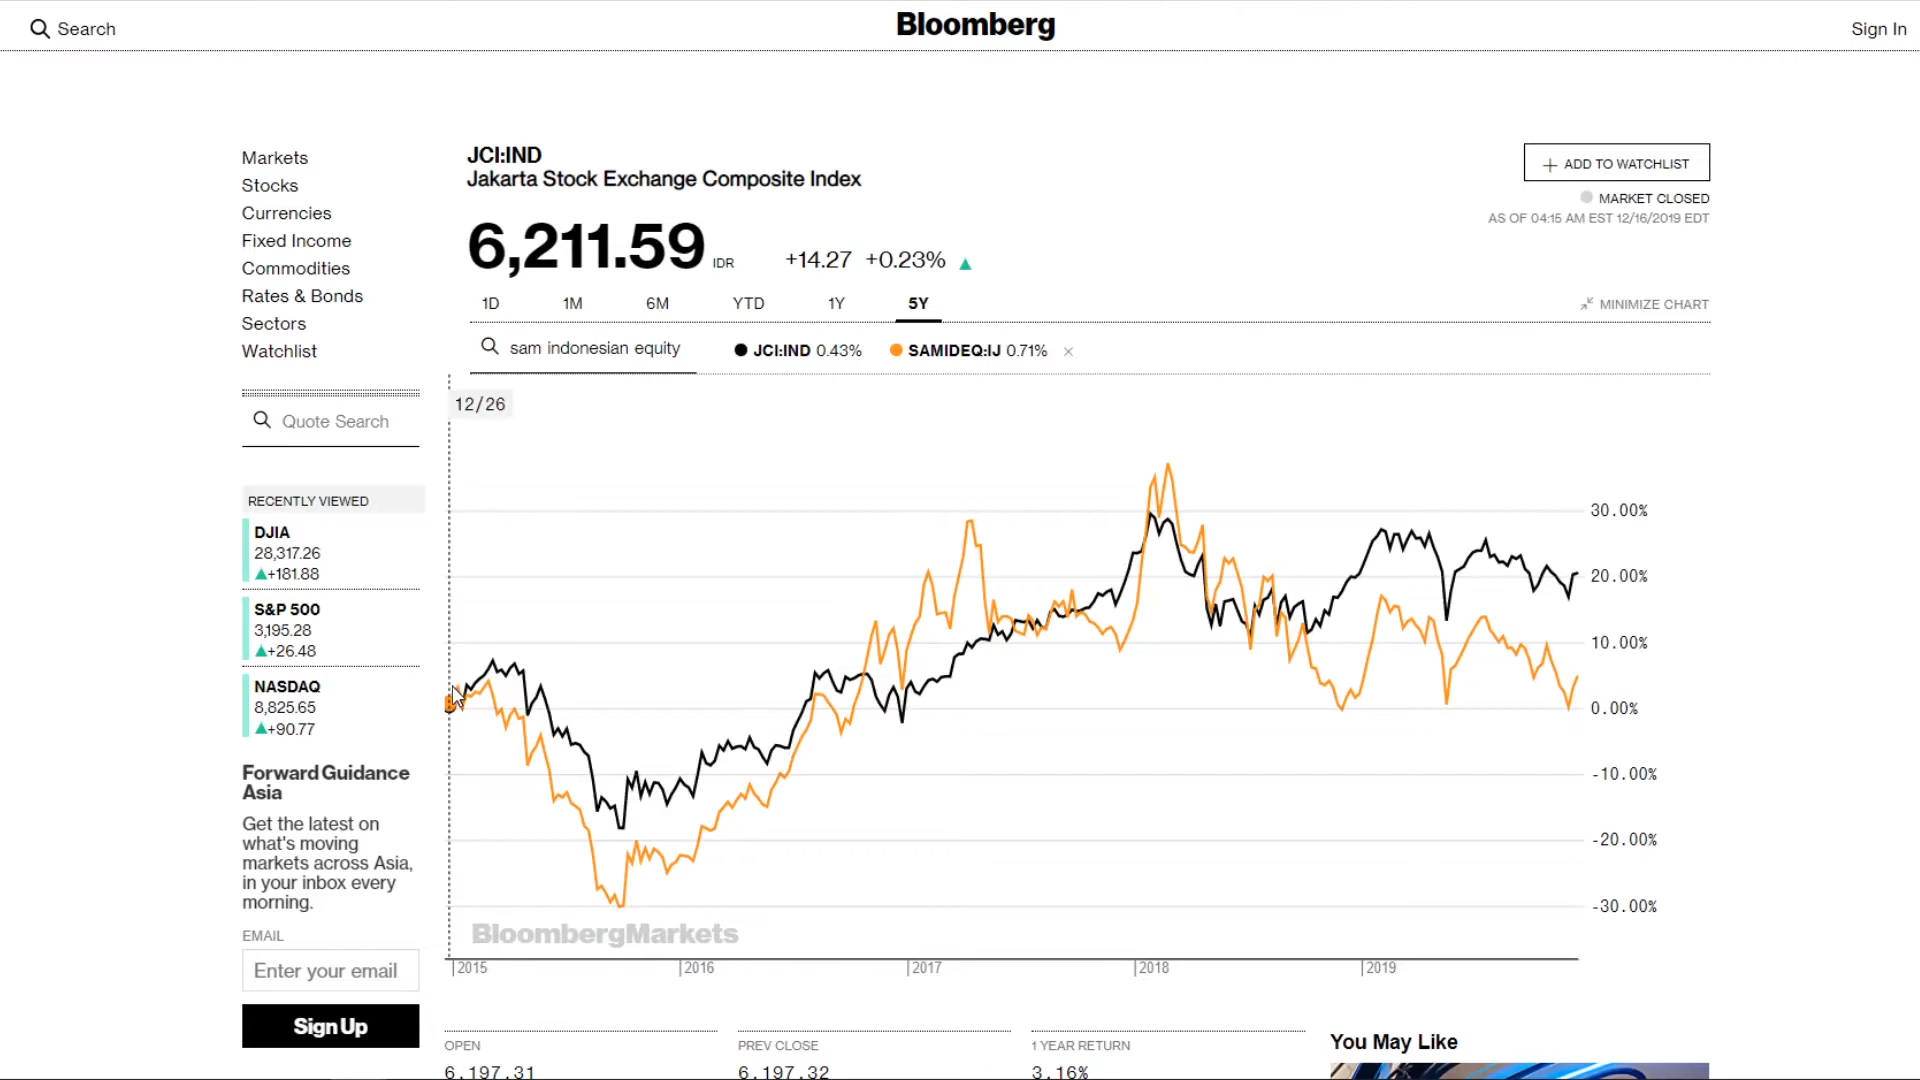 Search
Bloomberg
Sign In
Markets
Stocks
Currencies
Fixed Income
Commodities
Rates & Bonds
Sectors
Watchlist
Quote Search
RECENTLY VIEWED
DJIA
28,317.26
▲+181.88
S&P 500
3,195.28
▲+26.48
NASDAQ
8,825.65
▲+90.77
Forward Guidance
Asia
Get the latest on
what's moving
markets across Asia,
in your inbox every
morning.
EMAIL
Enter your email
Sign Up
JCI:IND
Jakarta Stock Exchange Composite Index
6,211.59 IDR +14.27 +0.23% ▲
+ ADD TO WATCHLIST
MARKET CLOSED
AS OF 04:15 AM EST 12/16/2019 EDT
1D 1M 6M YTD 1Y 5Y
MINIMIZE CHART
sam indonesian equity
JCI:IND 0.43% SAMIDEQ:IJ 0.71% ×
12/26
30.00%
20.00%
10.00%
0.00%
-10.00%
-20.00%
-30.00%
BloombergMarkets
2015 2016 2017 2018 2019
OPEN
6,197.31
PREV CLOSE
6,197.32
1 YEAR RETURN
3.16%
You May Like